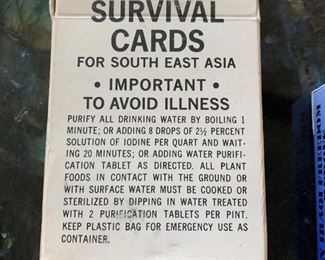 SURVIVAL
CARDS
FOR SOUTH EAST ASIA
• IMPORTANT •
TO AVOID ILLNESS
PURIFY ALL DRINKING WATER BY BOILING 1
MINUTE; OR ADDING 8 DROPS OF 2½ PERCENT
SOLUTION OF IODINE PER QUART AND WAIT-
ING 20 MINUTES; OR ADDING WATER PURIFI-
CATION TABLET AS DIRECTED. ALL PLANT
FOODS IN CONTACT WITH THE GROUND OR
WITH SURFACE WATER MUST BE COOKED OR
STERILIZED BY DIPPING IN WATER TREATED
WITH 2 PURIFICATION TABLETS PER PINT.
KEEP PLASTIC BAG FOR EMERGENCY USE AS
CONTAINER.